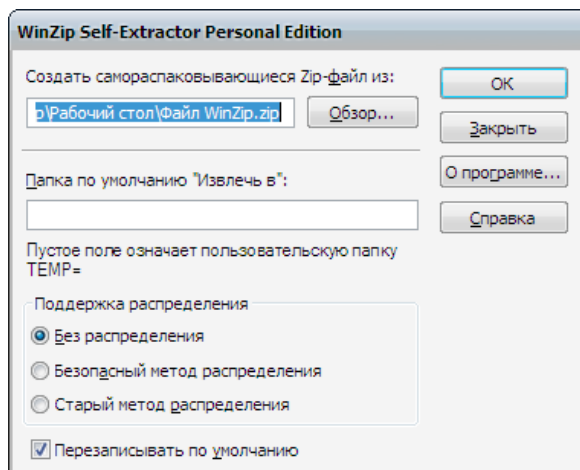 WinZip Self-Extractor Personal Edition
Создать самораспаковывающиеся Zip-файл из:
р\Рабочий стол\Файл WinZip.zip
Обзор...
OK
Закрыть
О программе...
Справка
Папка по умолчанию "Извлечь в":
Пустое поле означает пользовательскую папку
TEMP=
Поддержка распределения
Без распределения
Безопасный метод распределения
Старый метод распределения
Перезаписывать по умолчанию